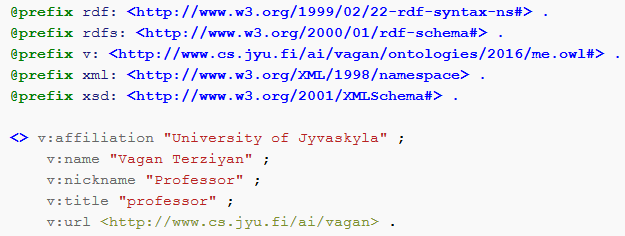 @prefix rdf: <http://www.w3.org/1999/02/22-rdf-syntax-ns#> .
@prefix rdfs: <http://www.w3.org/2000/01/rdf-schema#> .
@prefix v: <http://www.cs.jyu.fi/ai/vagan/ontologies/2016/me.owl#> .
@prefix xml: <http://www.w3.org/XML/1998/namespace> .
@prefix xsd: <http://www.w3.org/2001/XMLSchema#> .

<> v:affiliation "University of Jyvaskyla" ;
    v:name "Vagan Terziyan" ;
    v:nickname "Professor" ;
    v:title "professor" ;
    v:url <http://www.cs.jyu.fi/ai/vagan> .